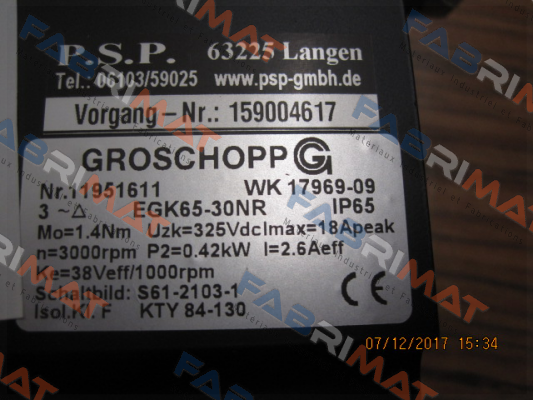 P.S.P. 63225 Langen
Tel.: 06103/59025 www.psp-gmbh.de
Vorgang-Nr.: 159004617
GROSCHOPP G
Nr.11951611 WK 17969-09
3 ~ Δ EGK65-30NR IP65
Mo=1.4Nm Uzk=325Vdc Imax=18Apeak
n=3000rpm P2=0.42kW I=2.6Aeff
Ke=38Veff/1000rpm
Schaltbild: S61-2103-1
Isol.Kl. F KTY 84-130
CE
07/12/2017 15:34
FABRIMAT